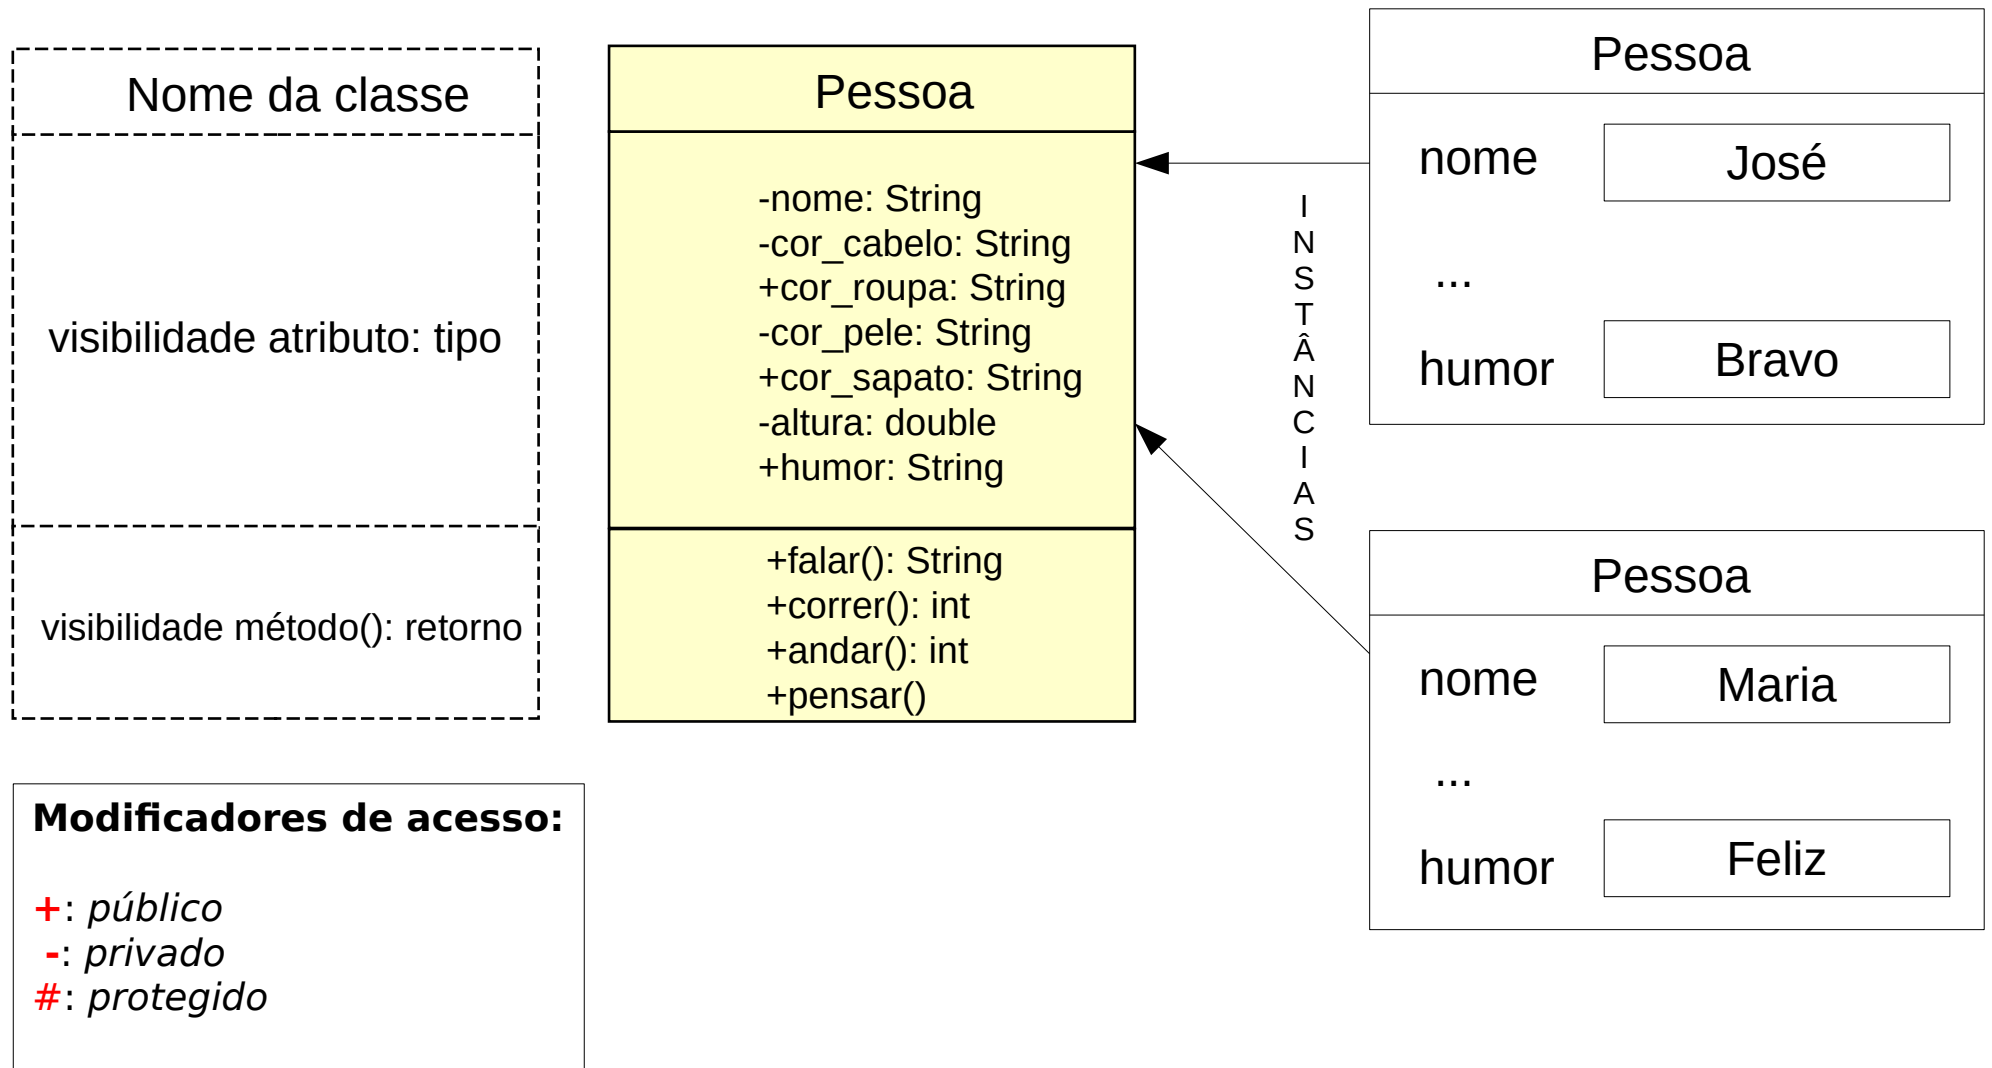 Nome da classe
visibilidade atributo: tipo
visibilidade método(): retorno
Pessoa
-nome: String
-cor_cabelo: String
+cor_roupa: String
-cor_pele: String
+cor_sapato: String
-altura: double
+humor: String
+falar(): String
+correr(): int
+andar(): int
+pensar()
INSTÂNCIAS
Pessoa
nome José
...
humor Bravo
Pessoa
nome Maria
...
humor Feliz
Modificadores de acesso:
+: público
-: privado
#: protegido